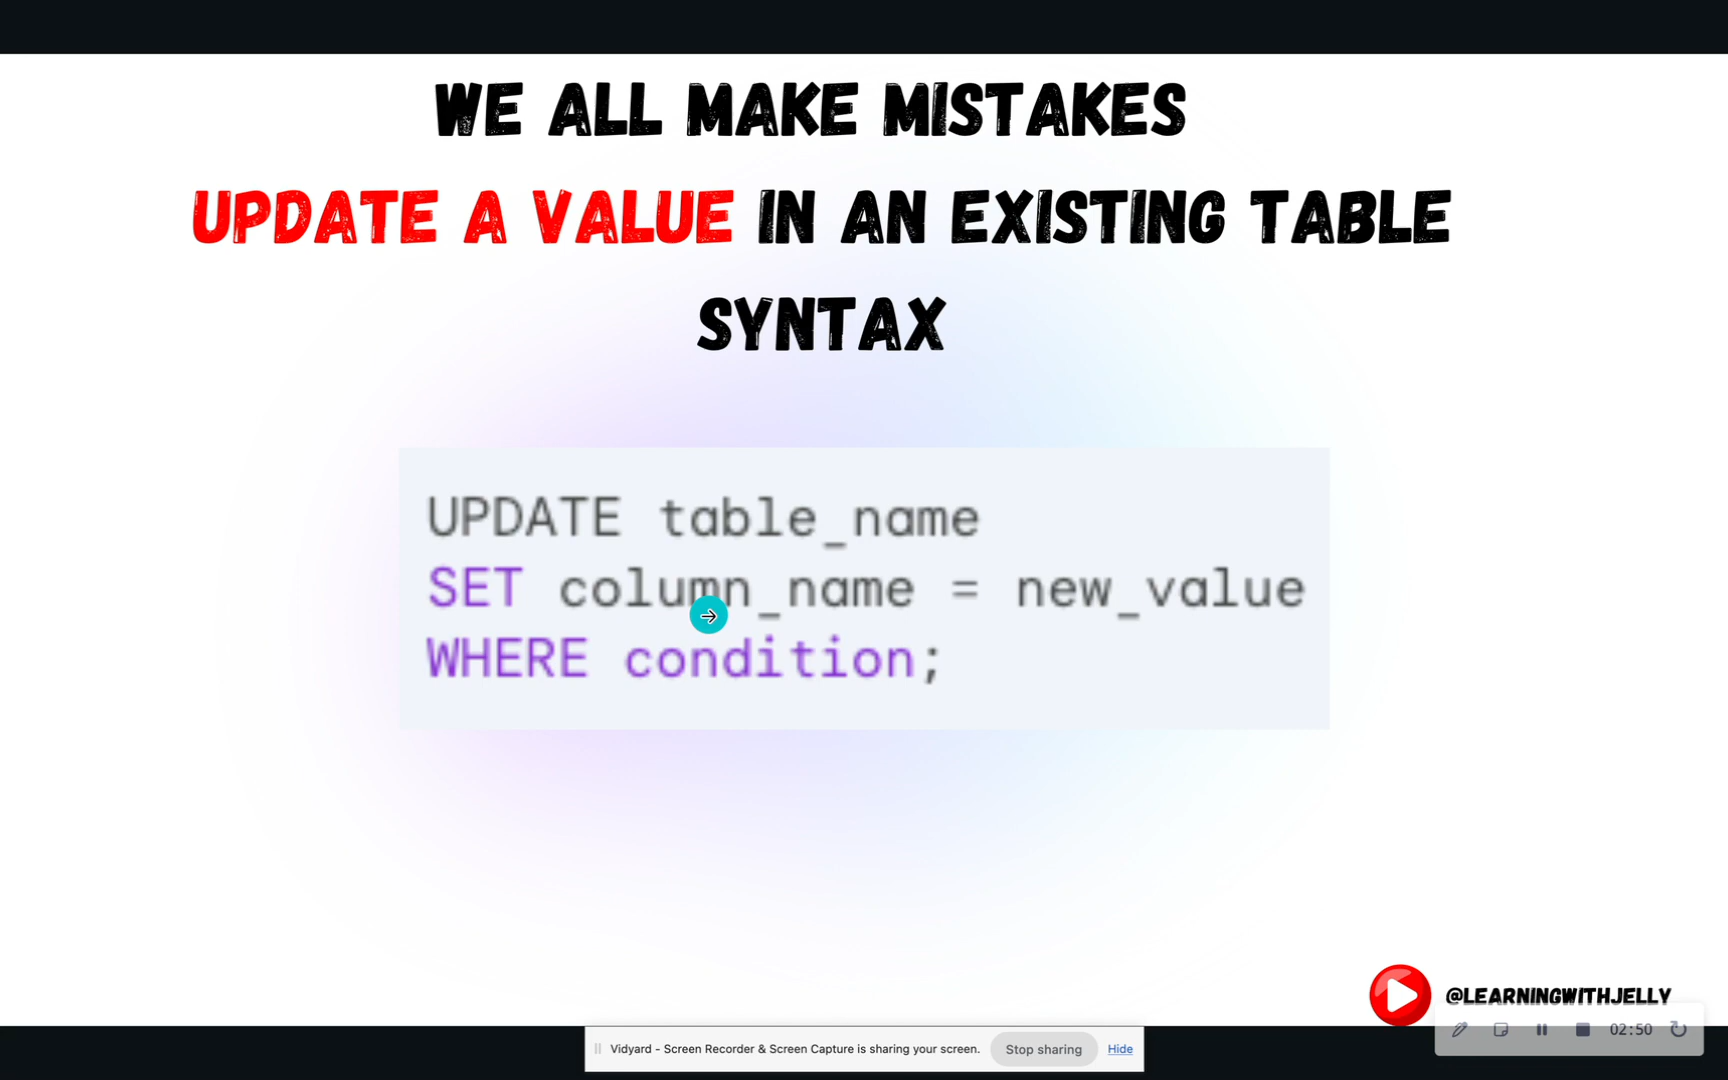 WE ALL MAKE MISTAKES
UPDATE A VALUE IN AN EXISTING TABLE
SYNTAX
UPDATE table_name
SET column_name = new_value
WHERE condition;
@LEARNINGWITHJELLY
02:50
Vidyard - Screen Recorder & Screen Capture is sharing your screen. Stop sharing Hide